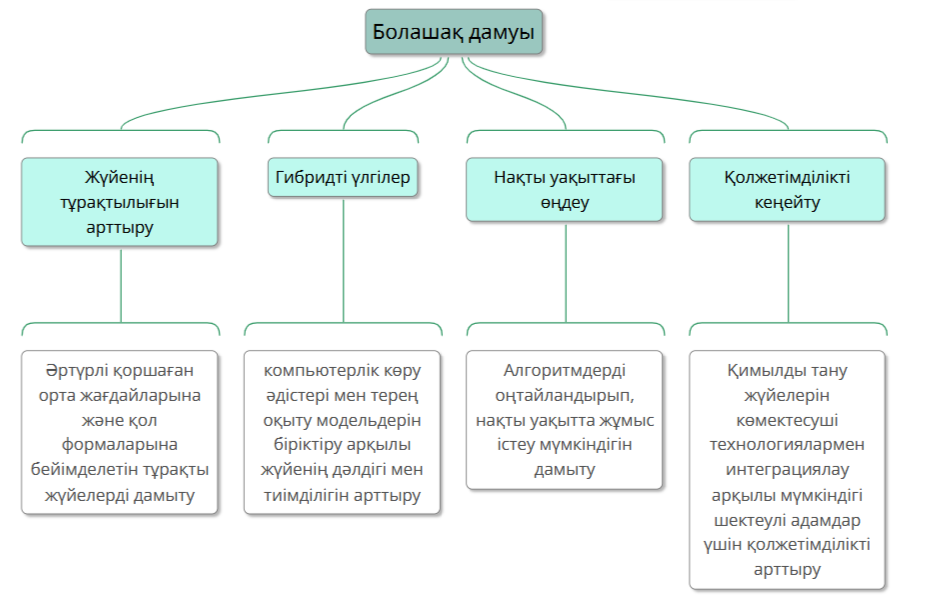 Болашақ дамуы
Жүйенің
тұрақтылығын
арттыру
Гибридті үлгілер
Нақты уақыттағы
өңдеу
Қолжетімділікті
кеңейту
Әртүрлі қоршаған
орта жағдайларына
және қол
формаларына
бейімделетін тұрақты
жүйелерді дамыту
компьютерлік көру
әдістері мен терең
оқыту модельдерін
біріктіру арқылы
жүйенің дәлдігі мен
тиімділігін арттыру
Алгоритмдерді
оңтайландырып,
нақты уақытта жұмыс
істеу мүмкіндігін
дамыту
Қимылды тану
жүйелерін
көмектесуші
технологиялармен
интеграциялау
арқылы мүмкіндігі
шектеулі адамдар
үшін қолжетімділікті
арттыру